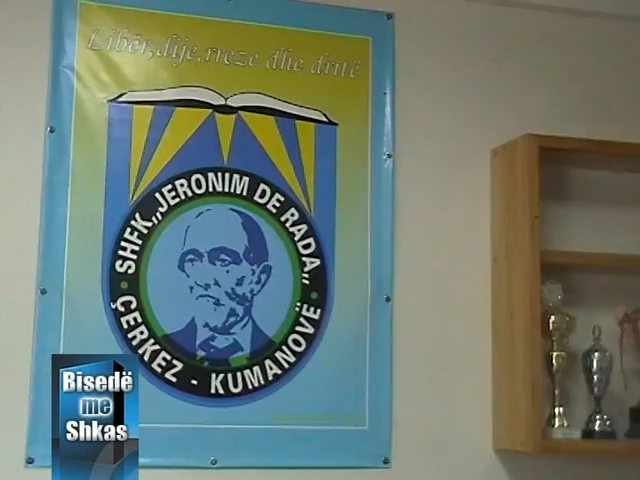 Libër, dije, rreze dhe dritë
SHFK „JERONIM DE RADA„
ÇERKEZ - KUMANOVË
Bisedë
me
Shkas